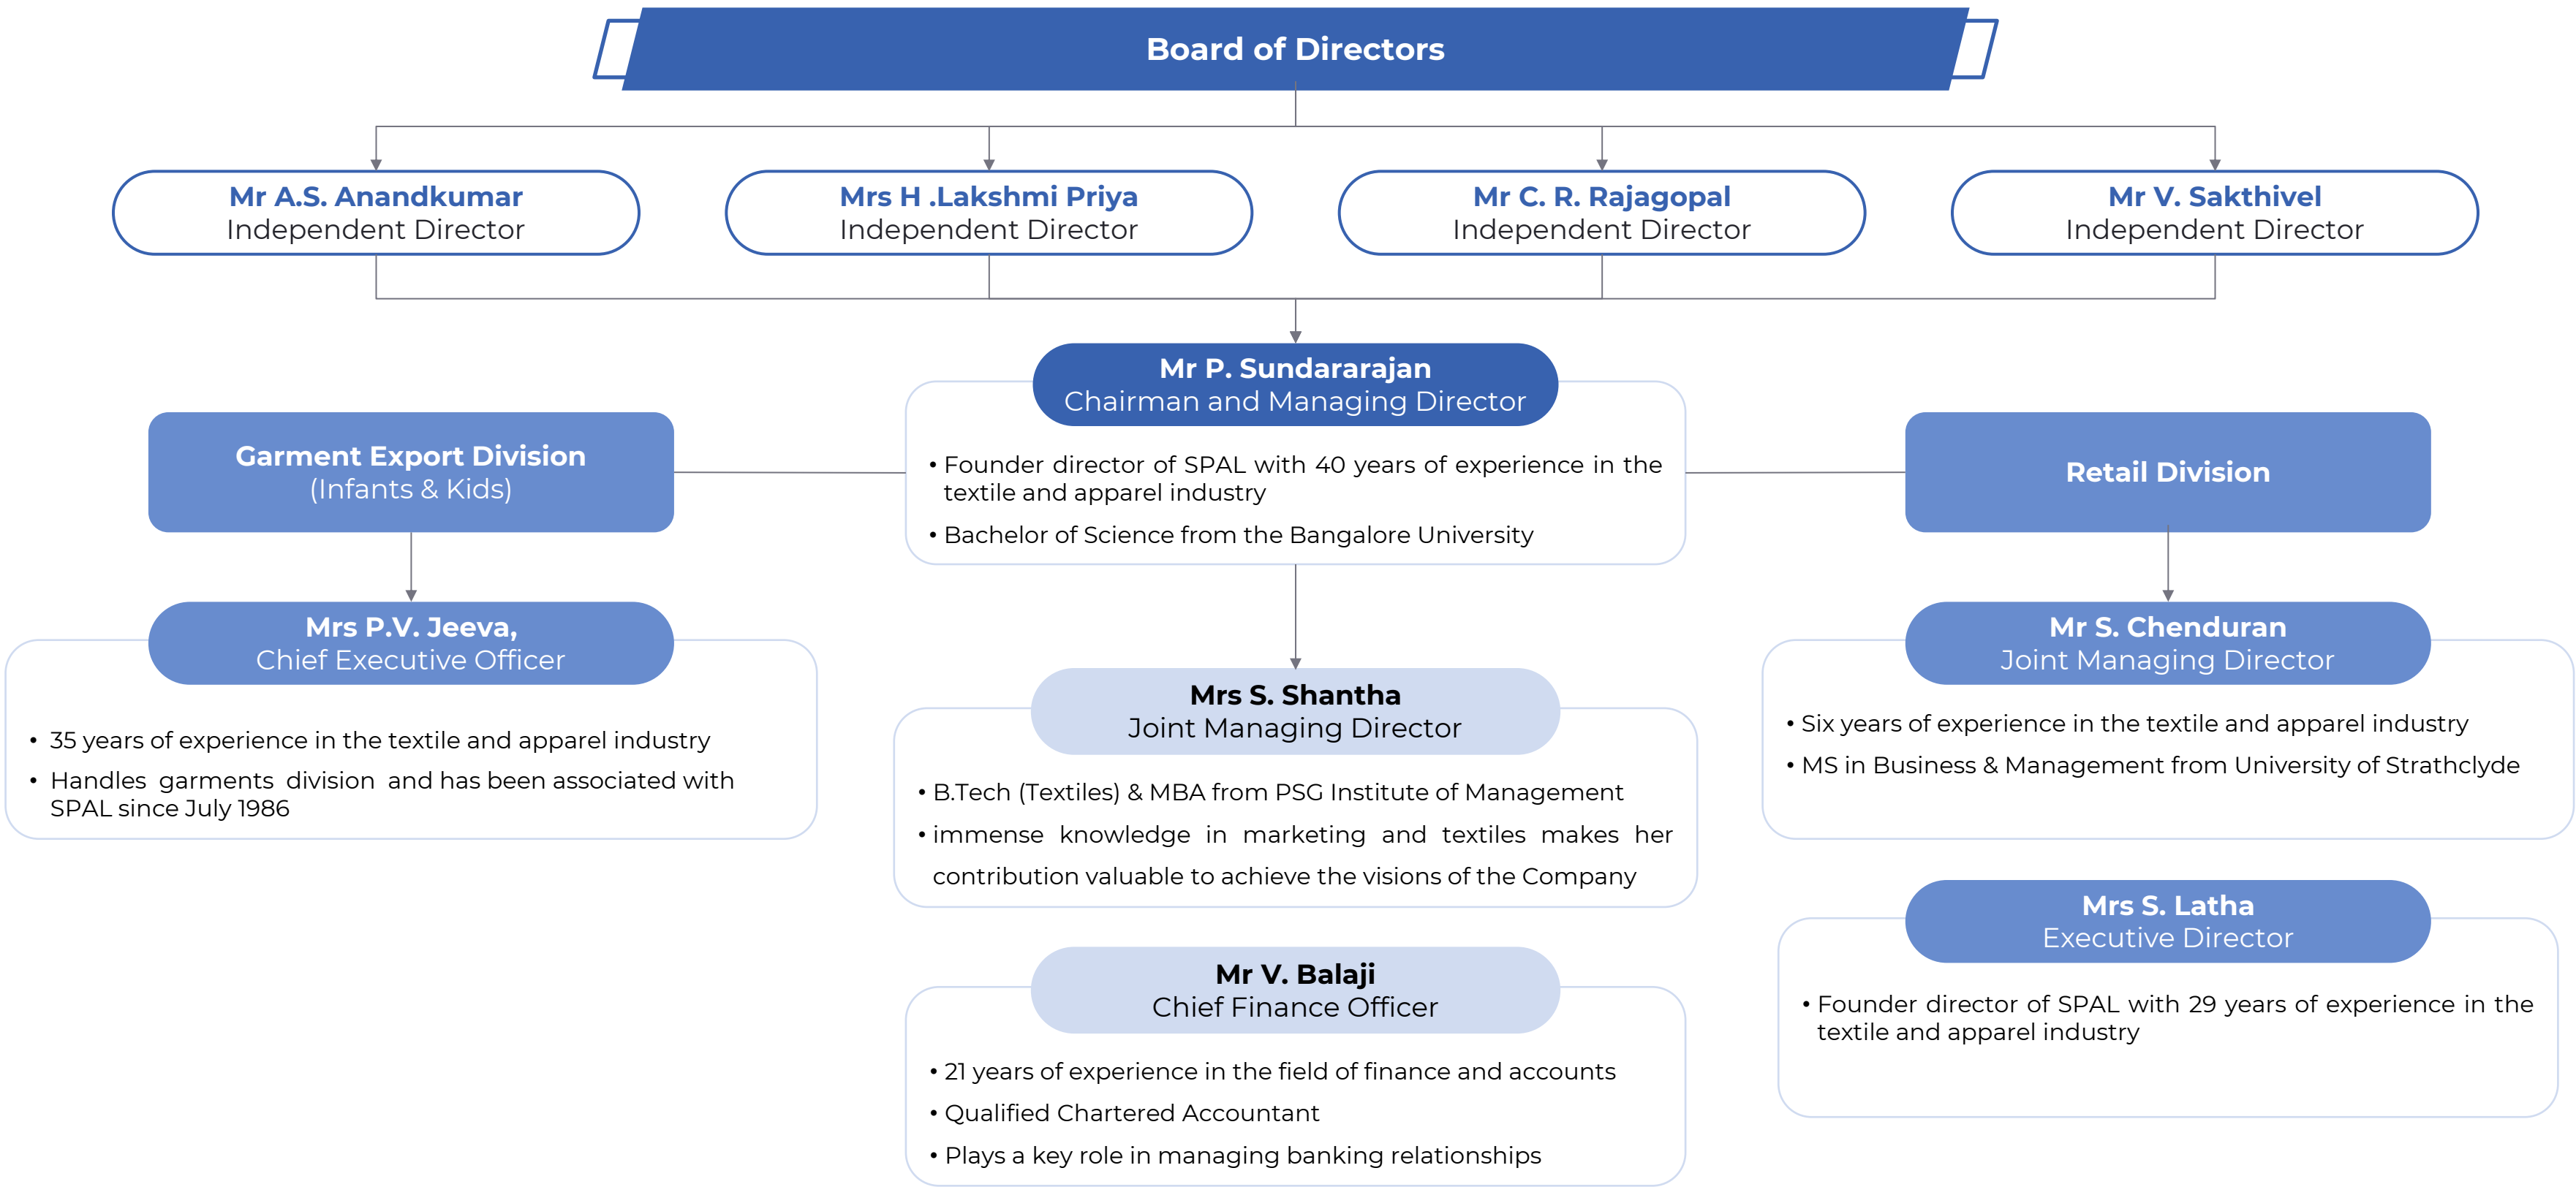 Board of Directors
Mr A.S. Anandkumar
Independent Director
Mrs H .Lakshmi Priya
Independent Director
Mr C. R. Rajagopal
Independent Director
Mr V. Sakthivel
Independent Director
Mr P. Sundararajan
Chairman and Managing Director
• Founder director of SPAL with 40 years of experience in the
textile and apparel industry
• Bachelor of Science from the Bangalore University
Garment Export Division
(Infants & Kids)
Retail Division
Mrs P.V. Jeeva,
Chief Executive Officer
• 35 years of experience in the textile and apparel industry
• Handles garments division and has been associated with
SPAL since July 1986
Mrs S. Shantha
Joint Managing Director
• B.Tech (Textiles) & MBA from PSG Institute of Management
• immense knowledge in marketing and textiles makes her
contribution valuable to achieve the visions of the Company
Mr S. Chenduran
Joint Managing Director
• Six years of experience in the textile and apparel industry
• MS in Business & Management from University of Strathclyde
Mr V. Balaji
Chief Finance Officer
• 21 years of experience in the field of finance and accounts
• Qualified Chartered Accountant
• Plays a key role in managing banking relationships
Mrs S. Latha
Executive Director
• Founder director of SPAL with 29 years of experience in the
textile and apparel industry